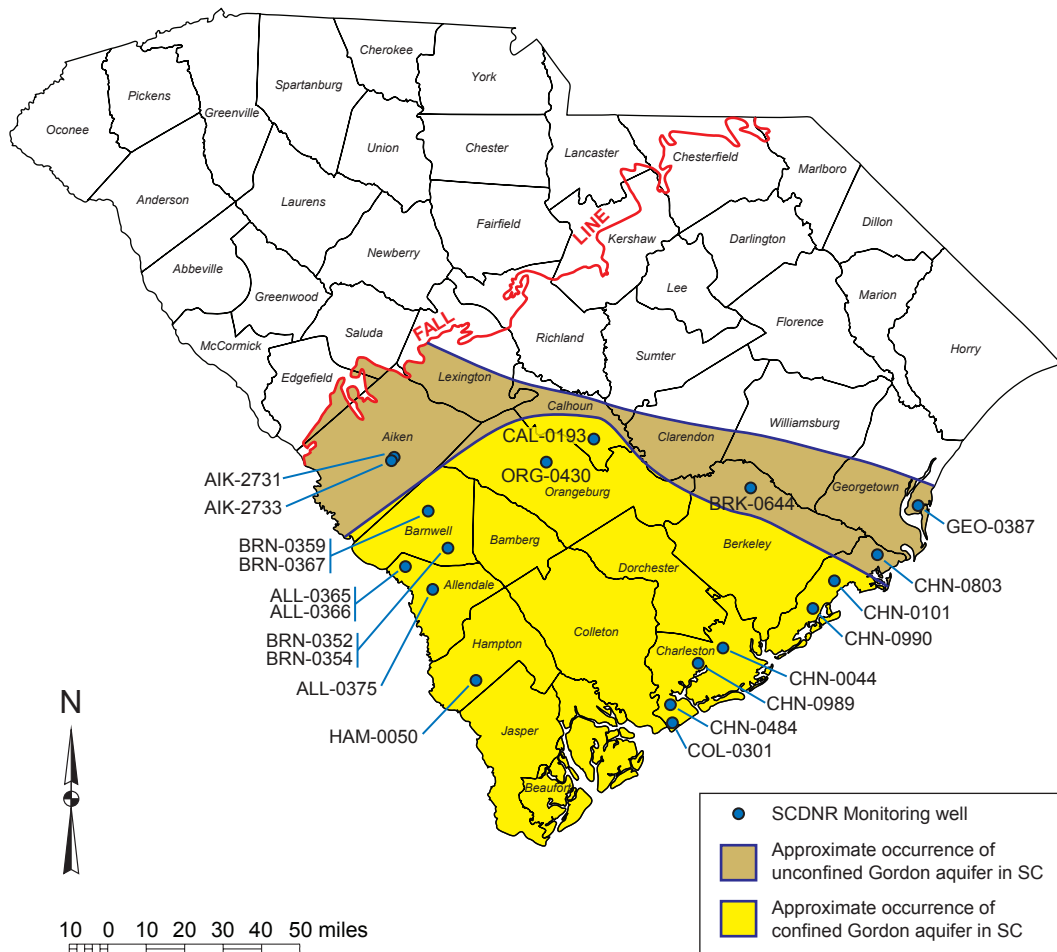 Cherokee
York
Spartanburg
Pickens
Greenville
Oconee
Union
Chester
Lancaster
Chesterfield
Marlboro
Anderson
Laurens
Fairfield
LINE
Kershaw
Darlington
Dillon
Newberry
Abbeville
Greenwood
Lee
Marion
Saluda
FALL
Richland
Florence
McCormick
Sumter
Horry
Edgefield
Lexington
Calhoun
Williamsburg
Aiken
CAL-0193
Clarendon
AIK-2731
ORG-0430
Orangeburg
BRK-0644
Georgetown
AIK-2733
GEO-0387
Barnwell
Bamberg
Berkeley
BRN-0359
BRN-0367
Dorchester
CHN-0803
ALL-0365
ALL-0366
Allendale
CHN-0101
BRN-0352
BRN-0354
Hampton
Colleton
CHN-0990
Charleston
CHN-0044
ALL-0375
CHN-0989
HAM-0050
Jasper
CHN-0484
COL-0301
N
Beaufort
SCDNR Monitoring well
Approximate occurrence of
unconfined Gordon aquifer in SC
Approximate occurrence of
confined Gordon aquifer in SC
10 0 10 20 30 40 50 miles